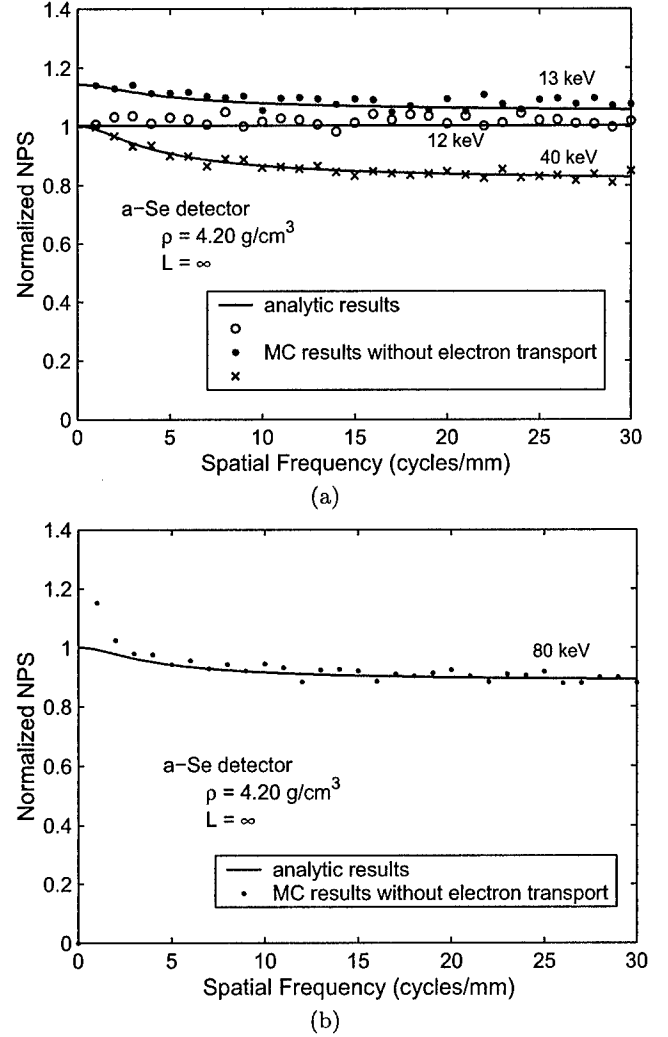 1.4
1.2
1
0.8
0.6
0.4
0.2
0
Normalized NPS
13 keV
12 keV
40 keV
a−Se detector
ρ = 4.20 g/cm³
L = ∞
analytic results
MC results without electron transport
0 5 10 15 20 25 30
Spatial Frequency (cycles/mm)
(a)
1.4
1.2
1
0.8
0.6
0.4
0.2
0
Normalized NPS
80 keV
a−Se detector
ρ = 4.20 g/cm³
L = ∞
analytic results
MC results without electron transport
0 5 10 15 20 25 30
Spatial Frequency (cycles/mm)
(b)